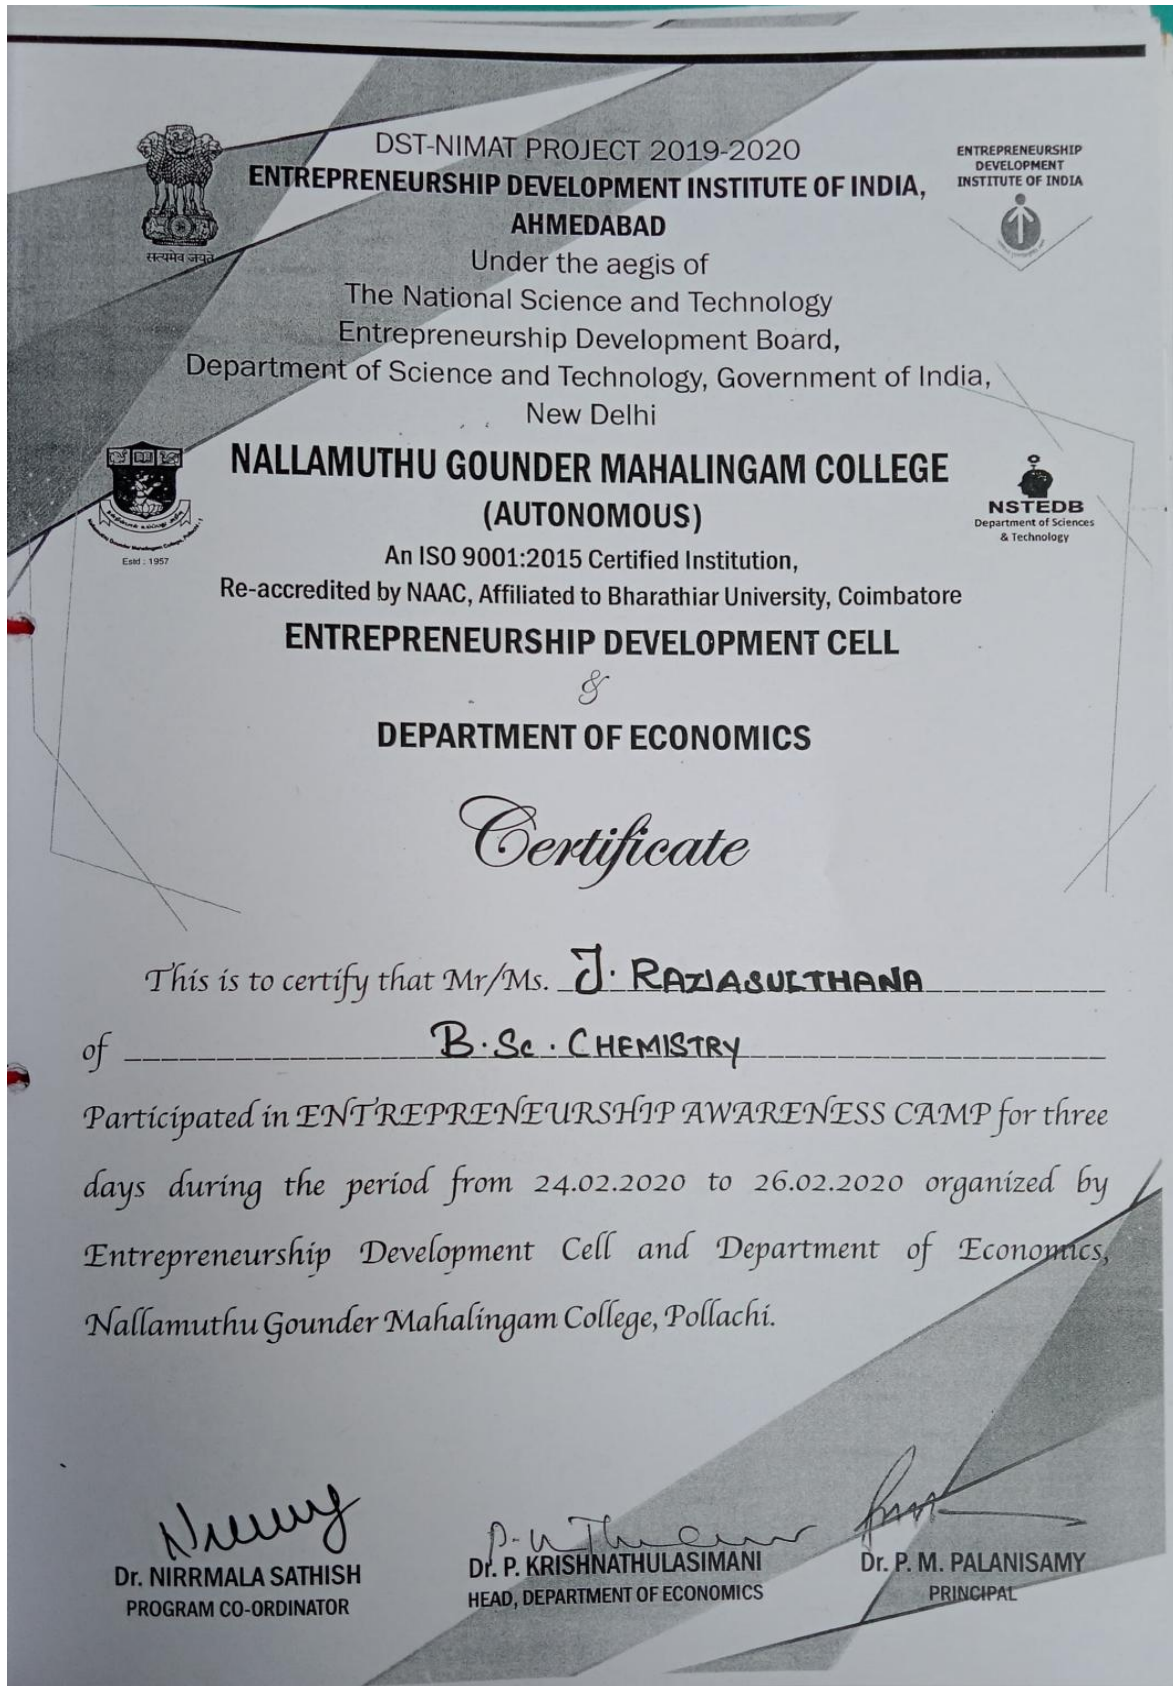 DST-NIMAT PROJECT 2019-2020
ENTREPRENEURSHIP DEVELOPMENT INSTITUTE OF INDIA,
AHMEDABAD
Under the aegis of
The National Science and Technology
Entrepreneurship Development Board,
Department of Science and Technology, Government of India,
New Delhi
सत्यमेव जयते
ENTREPRENEURSHIP
DEVELOPMENT
INSTITUTE OF INDIA
NALLAMUTHU GOUNDER MAHALINGAM COLLEGE
(AUTONOMOUS)
An ISO 9001:2015 Certified Institution,
Re-accredited by NAAC, Affiliated to Bharathiar University, Coimbatore
Nallamuthu Gounder Mahalingam College, Pollachi-1
Estd : 1957
NSTEDB
Department of Sciences
& Technology
ENTREPRENEURSHIP DEVELOPMENT CELL
&
DEPARTMENT OF ECONOMICS
Certificate
This is to certify that Mr/Ms. J. RAZIASULTHANA
of B.Sc. CHEMISTRY
Participated in ENTREPRENEURSHIP AWARENESS CAMP for three
days during the period from 24.02.2020 to 26.02.2020 organized by
Entrepreneurship Development Cell and Department of Economics,
Nallamuthu Gounder Mahalingam College, Pollachi.
Dr. NIRRMALA SATHISH
PROGRAM CO-ORDINATOR
Dr. P. KRISHNATHULASIMANI
HEAD, DEPARTMENT OF ECONOMICS
Dr. P. M. PALANISAMY
PRINCIPAL